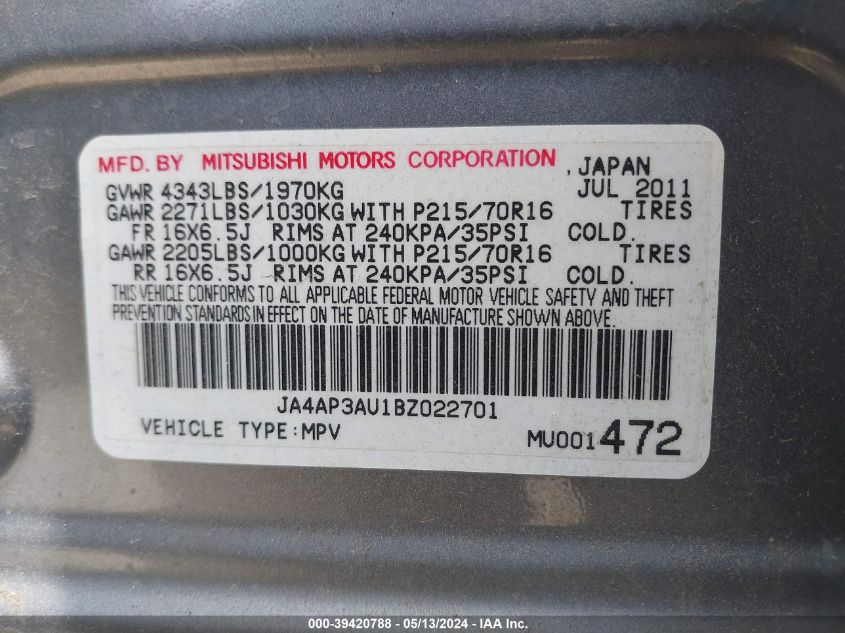 MFD. BY MITSUBISHI MOTORS CORPORATION , JAPAN
GVWR 4343LBS/1970KG JUL 2011
GAWR 2271LBS/1030KG WITH P215/70R16 TIRES
FR 16X6.5J RIMS AT 240KPA/35PSI COLD.
GAWR 2205LBS/1000KG WITH P215/70R16 TIRES
RR 16X6.5J RIMS AT 240KPA/35PSI COLD.
THIS VEHICLE CONFORMS TO ALL APPLICABLE FEDERAL MOTOR VEHICLE SAFETY AND THEFT
PREVENTION STANDARDS IN EFFECT ON THE DATE OF MANUFACTURE SHOWN ABOVE.
JA4AP3AU1BZ022701
VEHICLE TYPE:MPV MU001472
000-39420788 - 05/13/2024 - IAA Inc.